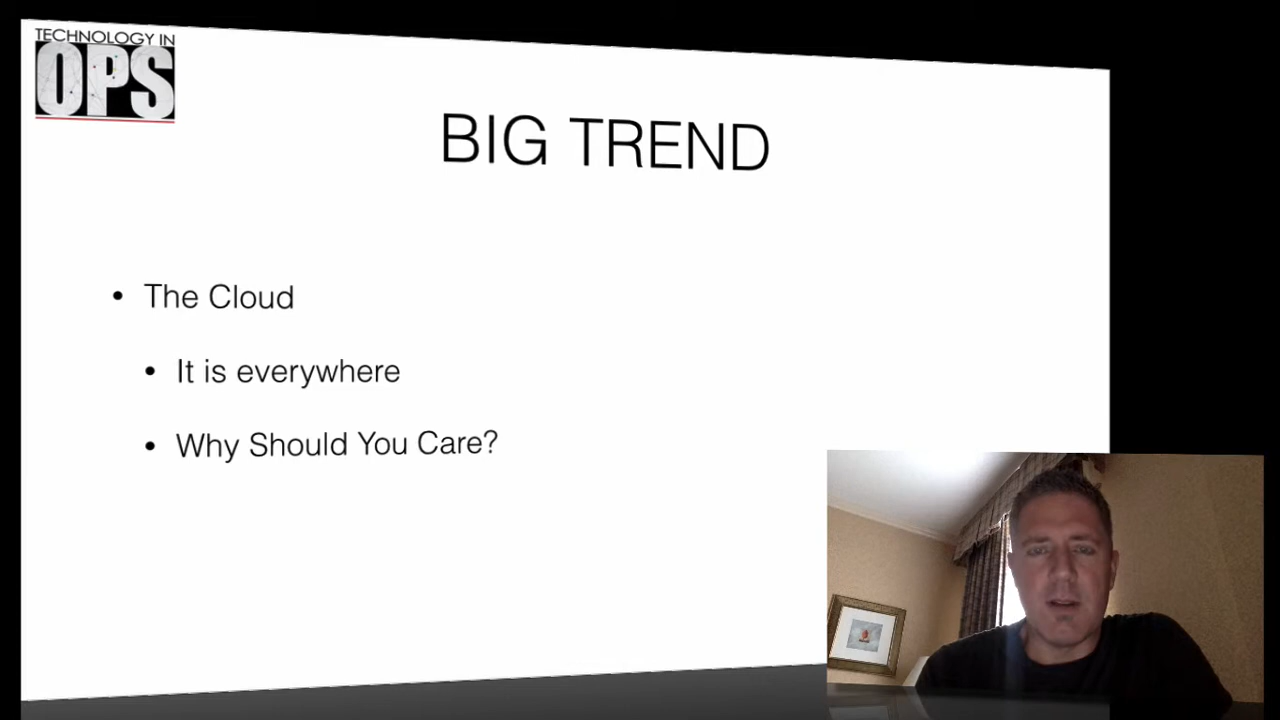 TECHNOLOGY IN
OPS
BIG TREND
• The Cloud
• It is everywhere
• Why Should You Care?